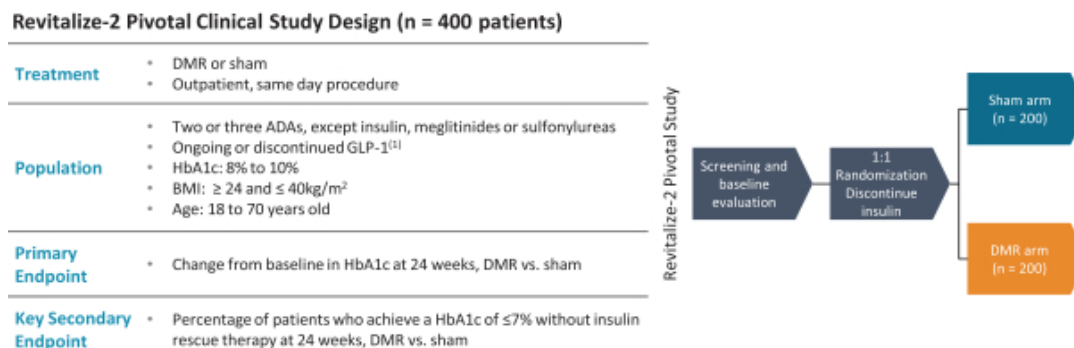 Revitalize-2 Pivotal Clinical Study Design (n = 400 patients)
Treatment
• DMR or sham
• Outpatient, same day procedure
Population
• Two or three ADAs, except insulin, meglitinides or sulfonylureas
• Ongoing or discontinued GLP-1(1)
• HbA1c: 8% to 10%
• BMI: ≥ 24 and ≤ 40kg/m2
• Age: 18 to 70 years old
Primary
Endpoint
• Change from baseline in HbA1c at 24 weeks, DMR vs. sham
Key Secondary
Endpoint
• Percentage of patients who achieve a HbA1c of ≤7% without insulin
rescue therapy at 24 weeks, DMR vs. sham
Revitalize-2 Pivotal Study
Screening and
baseline
evaluation
1:1
Randomization
Discontinue
insulin
Sham arm
(n = 200)
DMR arm
(n = 200)